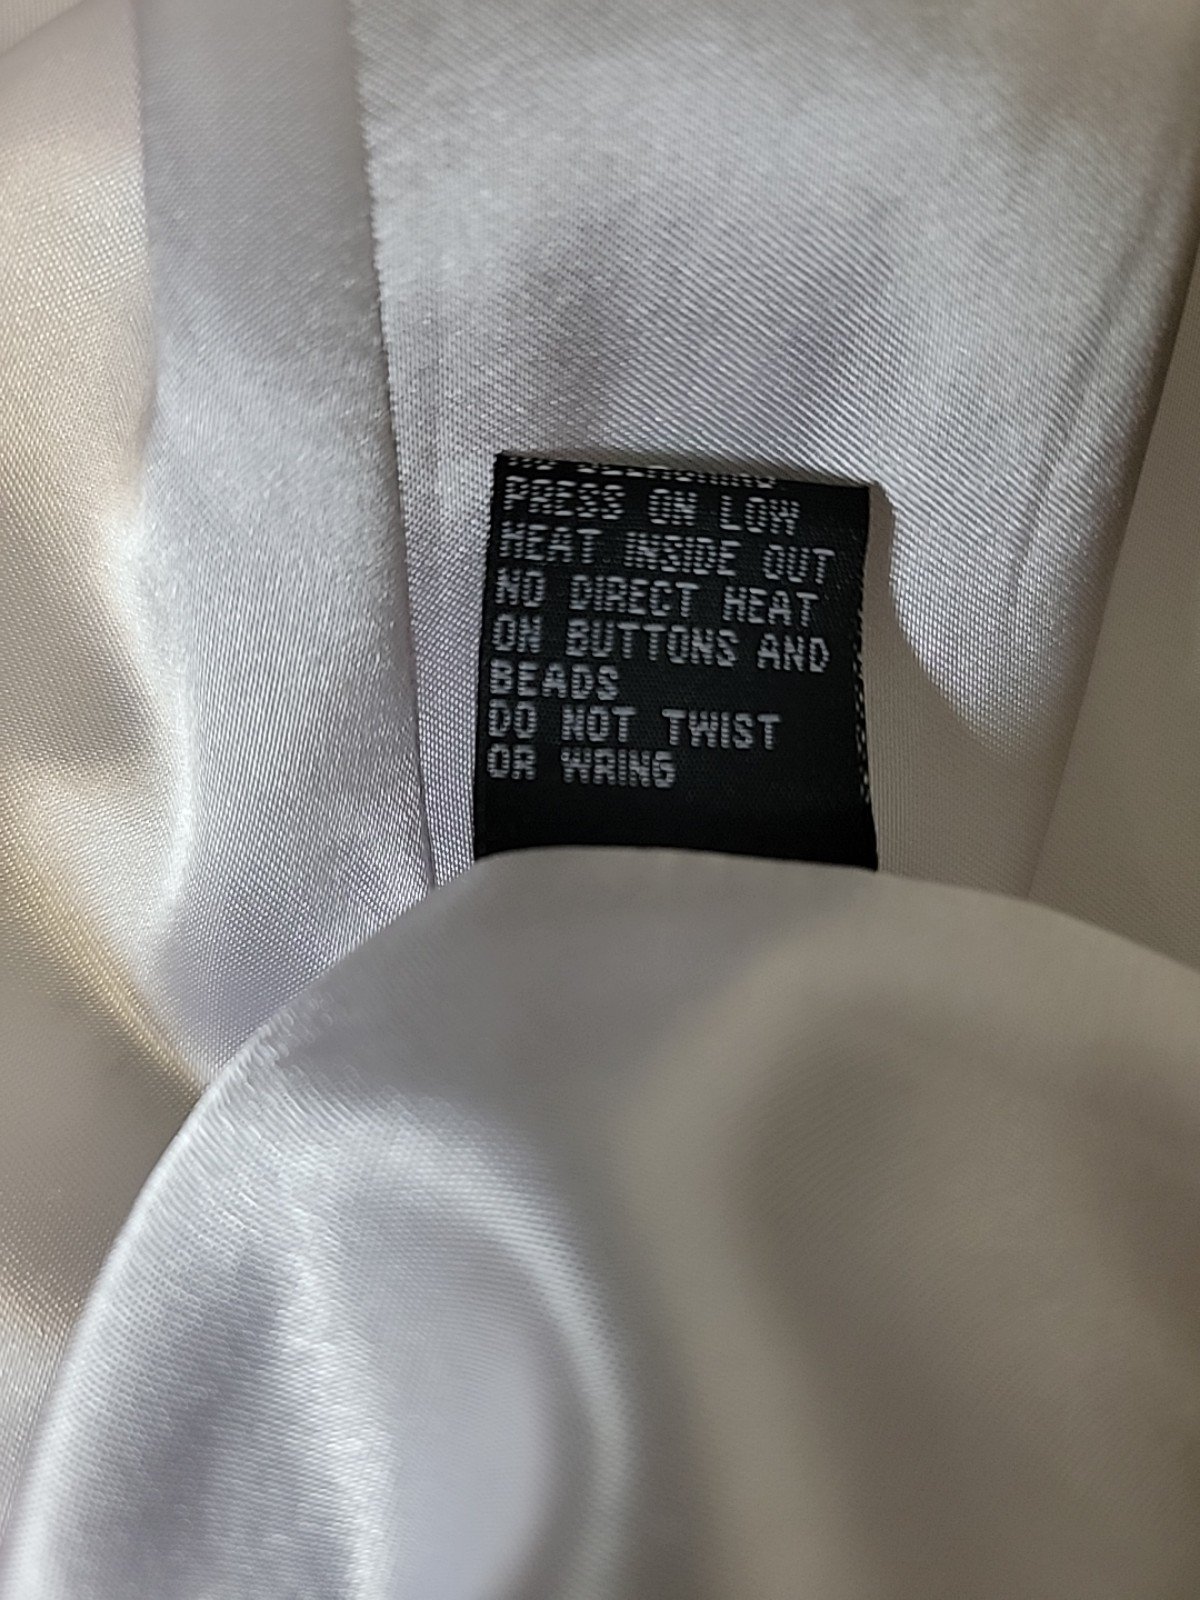 PRESS ON LOW
HEAT INSIDE OUT
NO DIRECT HEAT
ON BUTTONS AND
BEADS
DO NOT TWIST
OR WRING